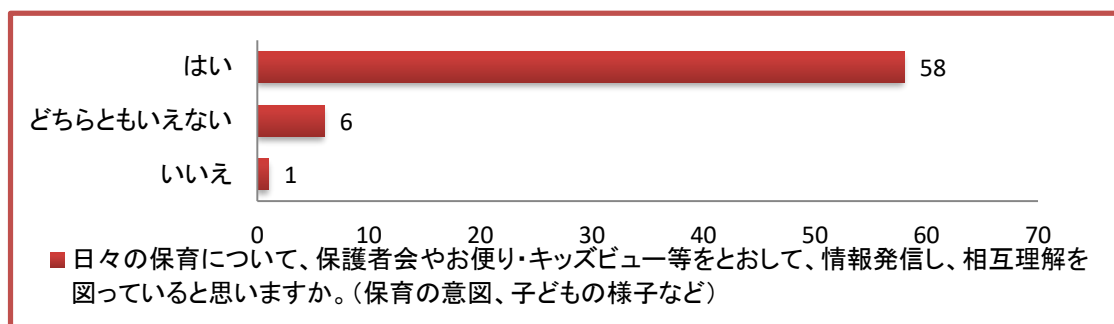 はい 58
どちらともいえない 6
いいえ 1
0 10 20 30 40 50 60 70
日々の保育について、保護者会やお便り・キッズビュー等をとおして、情報発信し、相互理解を
図っていると思いますか。(保育の意図、子どもの様子など)